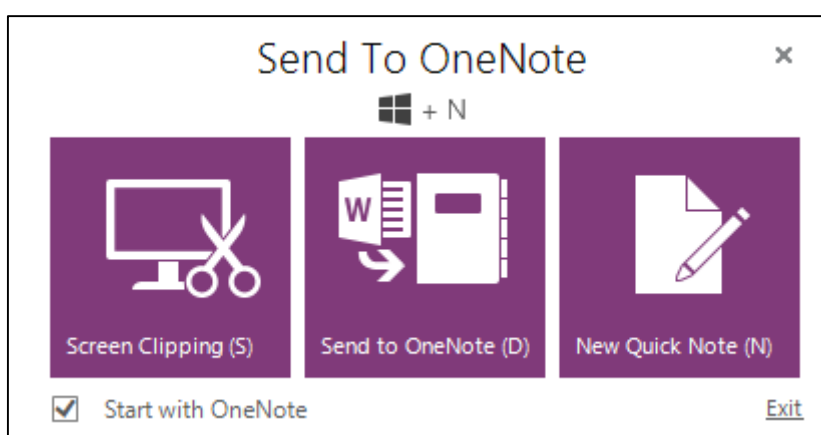 Send To OneNote
+ N
W
Screen Clipping (S)
Send to OneNote (D)
New Quick Note (N)
Start with OneNote
Exit